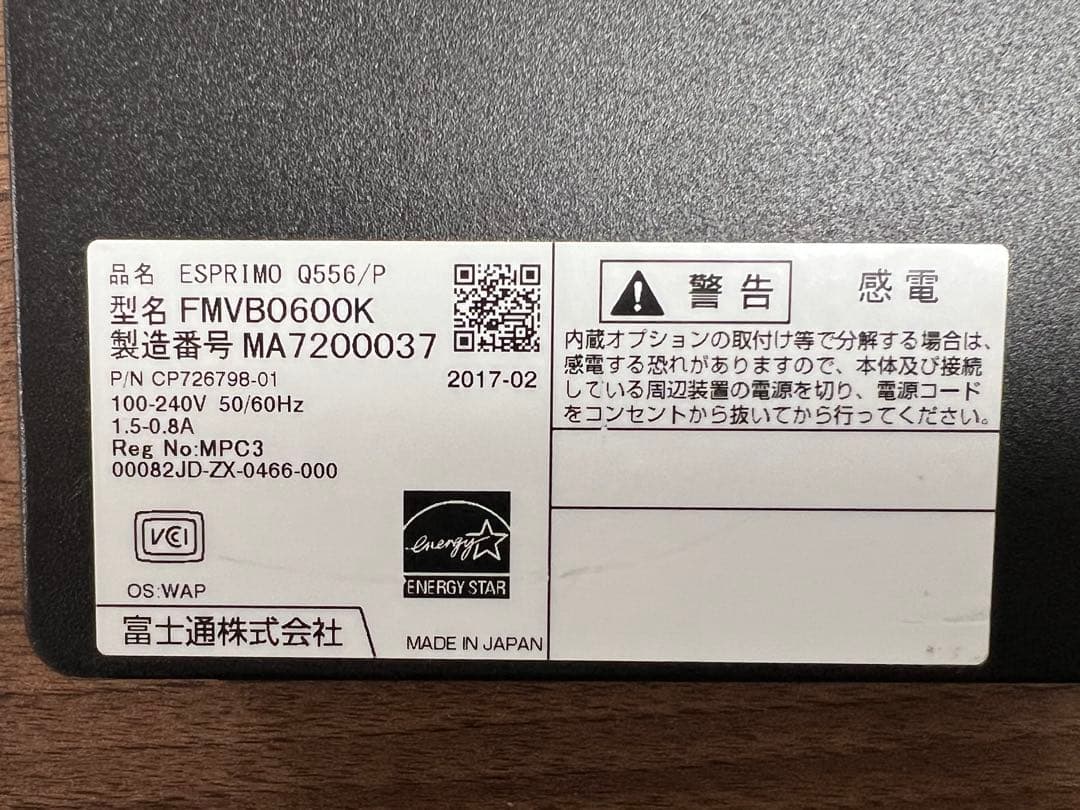 品名 ESPRIMO Q556/P
型名 FMVB0600K
製造番号 MA7200037
P/N CP726798-01
2017-02
100-240V 50/60Hz
1.5-0.8A
Reg No:MPC3
00082JD-ZX-0466-000
VCCI
energy
ENERGY STAR
OS:WAP
富士通株式会社
MADE IN JAPAN
警告 感電
内蔵オプションの取付け等で分解する場合は、
感電する恐れがありますので、本体及び接続
している周辺装置の電源を切り、電源コード
をコンセントから抜いてから行ってください。